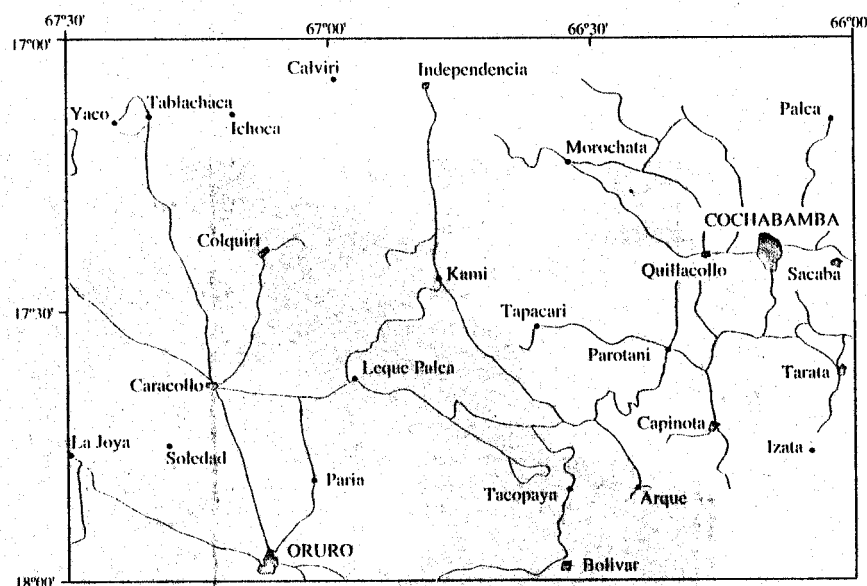 67°30' 67°00' 66°30' 66°00'
17°00'
Calviri Independencia
Yaco Tablachaca Ichoca Palca
Morochata
COCHABAMBA
Colquiri
Kami Quillacollo Sacaba
17°30' Tapacari
Parotani
Leque Palca
Caracollo Tarata
Capinota
La Joya Soledad Izata
Paria Tacopaya Arque
ORURO Bolivar
18°00'